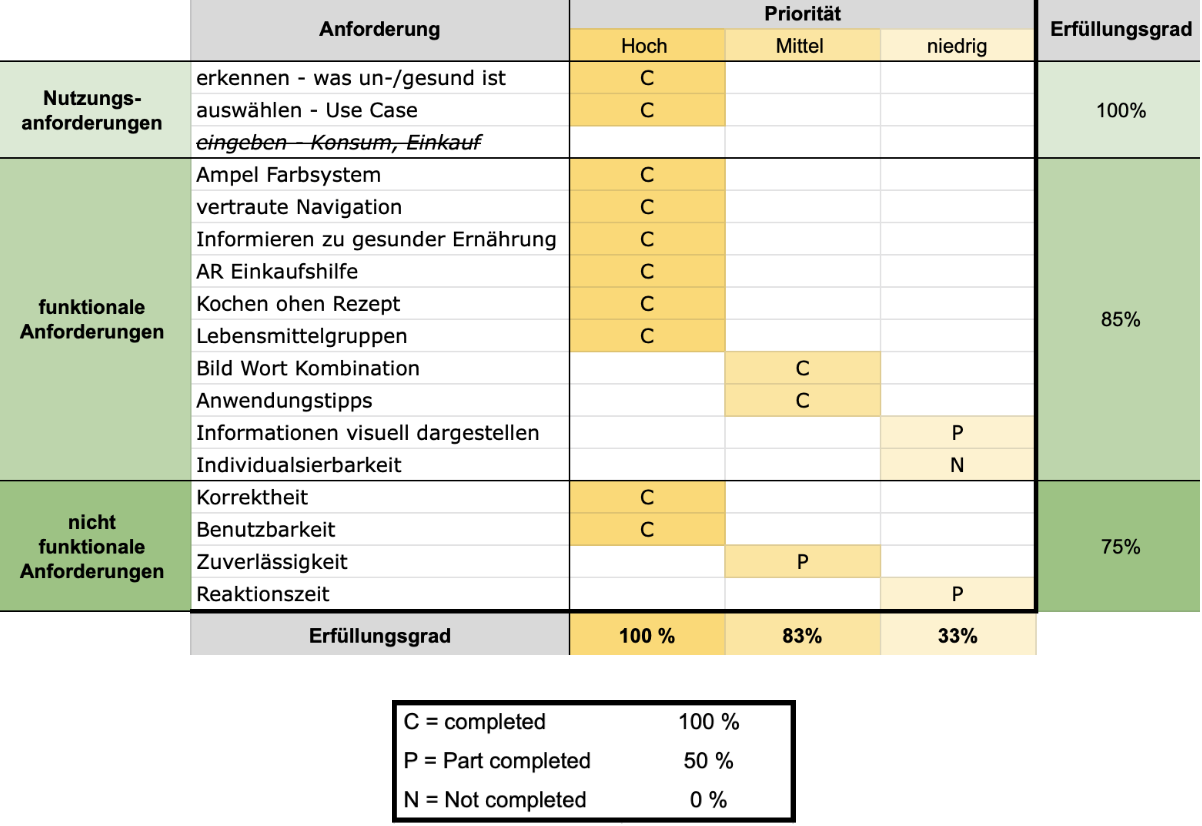 Anforderung Priorität Erfüllungsgrad
Hoch Mittel niedrig
Nutzungs-
anforderungen
erkennen - was un-/gesund ist C
auswählen - Use Case C
eingeben - Konsum, Einkauf
100%
funktionale
Anforderungen
Ampel Farbsystem C
vertraute Navigation C
Informieren zu gesunder Ernährung C
AR Einkaufshilfe C
Kochen ohen Rezept C
Lebensmittelgruppen C
Bild Wort Kombination C
Anwendungstipps C
Informationen visuell dargestellen P
Individualsierbarkeit N
85%
nicht
funktionale
Anforderungen
Korrektheit C
Benutzbarkeit C
Zuverlässigkeit P
Reaktionszeit P
75%
Erfüllungsgrad 100 % 83% 33%
C = completed 100 %
P = Part completed 50 %
N = Not completed 0 %